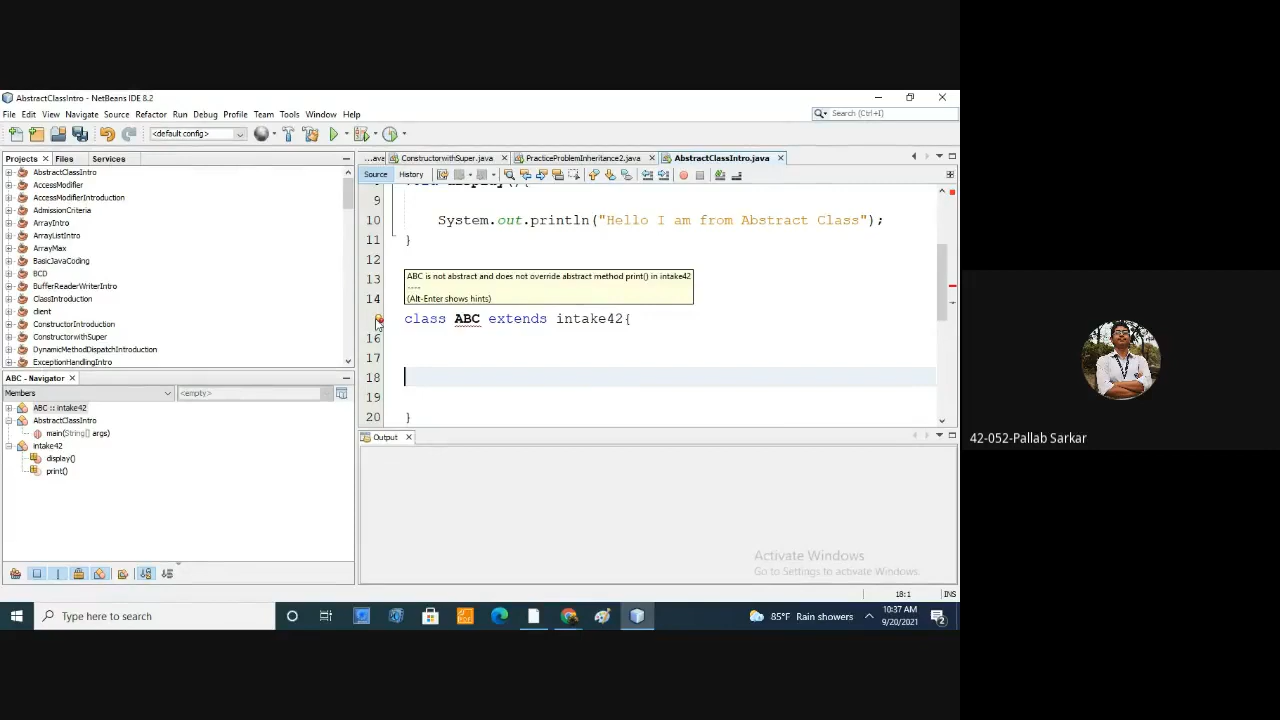 AbstractClassIntro - NetBeans IDE 8.2
File Edit View Navigate Source Refactor Run Debug Profile Team Tools Window Help
Search (Ctrl+I)
<default config>
Projects Files Services
AbstractClassIntro
AccessModifier
AccessModifierIntroduction
AdmissionCriteria
ArrayIntro
ArrayListIntro
ArrayMax
BasicJavaCoding
BCD
BufferReaderWriterIntro
ClassIntroduction
client
ConstructorIntroduction
ConstructorwithSuper
DynamicMethodDispatchIntroduction
ExceptionHandlingIntro
ABC - Navigator
Members <empty>
ABC :: intake42
AbstractClassIntro
main(String[] args)
intake42
display()
print()
...ave ConstructorwithSuper.java PracticeProblemInheritance2.java AbstractClassIntro.java
Source History
9
10 System.out.println("Hello I am from Abstract Class");
11 }
12
13
14
ABC is not abstract and does not override abstract method print() in intake42
----
(Alt-Enter shows hints)
class ABC extends intake42{
16
17
18
19
20 }
Output
Activate Windows
Go to Settings to activate Windows.
18:1 INS
Type here to search
85°F Rain showers
10:37 AM
9/20/2021
2
42-052-Pallab Sarkar